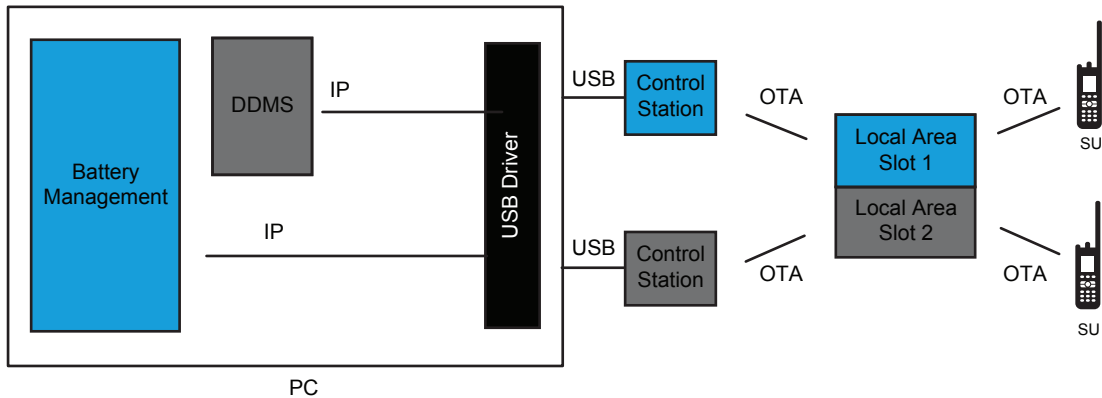 Battery
Management
DDMS
IP
IP
USB Driver
PC
USB
Control
Station
USB
Control
Station
OTA
OTA
Local Area
Slot 1
Local Area
Slot 2
OTA
SU
OTA
SU